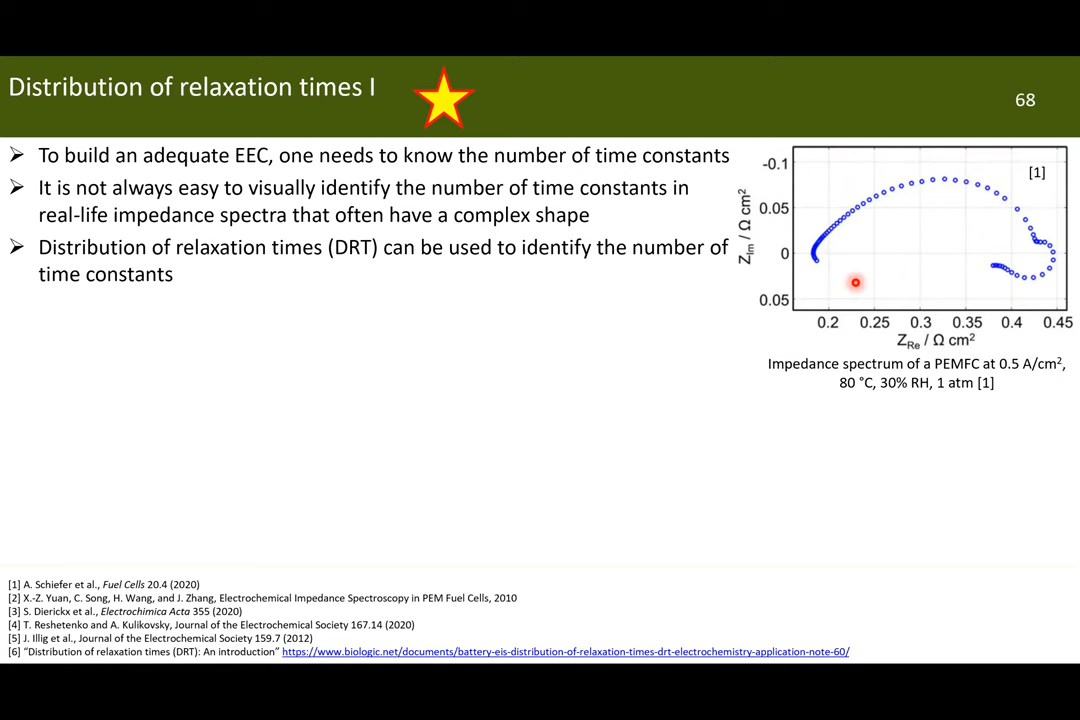 Distribution of relaxation times I
68
➢ To build an adequate EEC, one needs to know the number of time constants
➢ It is not always easy to visually identify the number of time constants in
real-life impedance spectra that often have a complex shape
➢ Distribution of relaxation times (DRT) can be used to identify the number of
time constants
[1]
-0.1
0.05
0
0.05
Z_Im / Ω cm²
0.2 0.25 0.3 0.35 0.4 0.45
Z_Re / Ω cm²
Impedance spectrum of a PEMFC at 0.5 A/cm²,
80 °C, 30% RH, 1 atm [1]
[1] A. Schiefer et al., Fuel Cells 20.4 (2020)
[2] X.-Z. Yuan, C. Song, H. Wang, and J. Zhang, Electrochemical Impedance Spectroscopy in PEM Fuel Cells, 2010
[3] S. Dierickx et al., Electrochimica Acta 355 (2020)
[4] T. Reshetenko and A. Kulikovsky, Journal of the Electrochemical Society 167.14 (2020)
[5] J. Illig et al., Journal of the Electrochemical Society 159.7 (2012)
[6] “Distribution of relaxation times (DRT): An introduction” https://www.biologic.net/documents/battery-eis-distribution-of-relaxation-times-drt-electrochemistry-application-note-60/